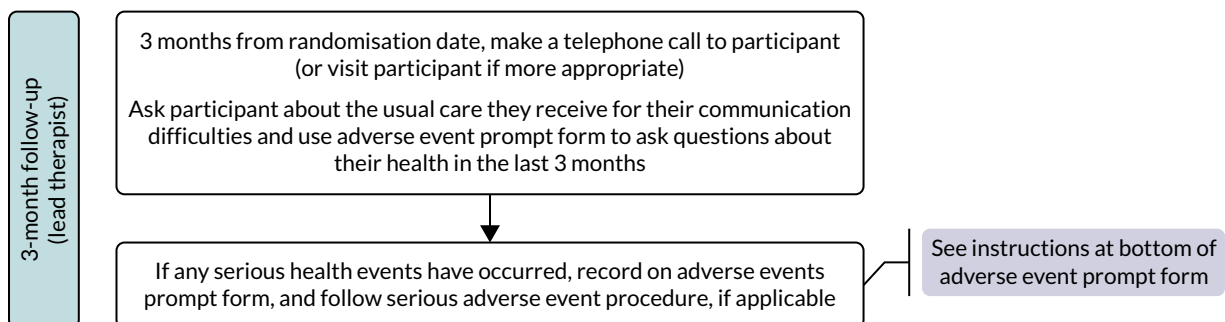 3-month follow-up
(lead therapist)
3 months from randomisation date, make a telephone call to participant
(or visit participant if more appropriate)
Ask participant about the usual care they receive for their communication
difficulties and use adverse event prompt form to ask questions about
their health in the last 3 months
If any serious health events have occurred, record on adverse events
prompt form, and follow serious adverse event procedure, if applicable
See instructions at bottom of
adverse event prompt form